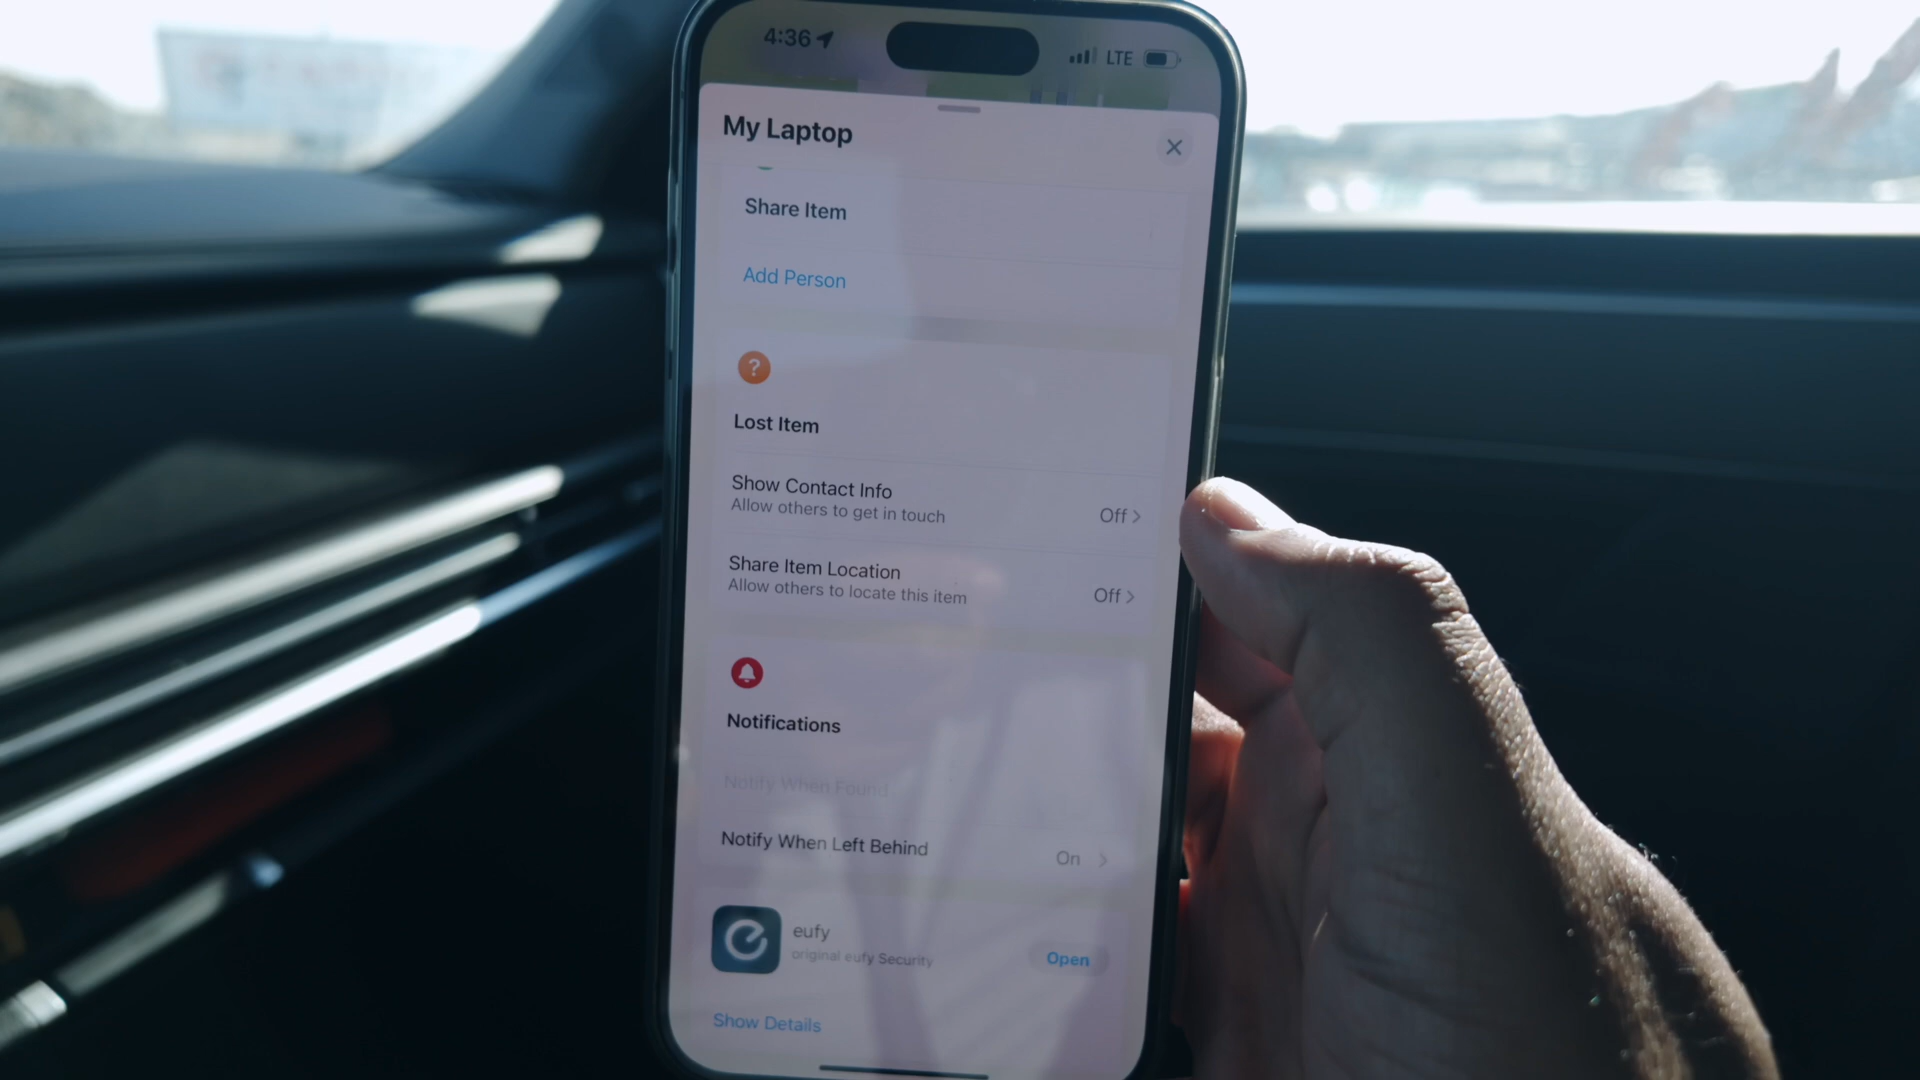 4:36
LTE
My Laptop
Share Item
Add Person
?
Lost Item
Show Contact Info
Allow others to get in touch
Off
Share Item Location
Allow others to locate this item
Off
Notifications
Notify When Found
Notify When Left Behind
On
eufy
original eufy Security
Open
Show Details